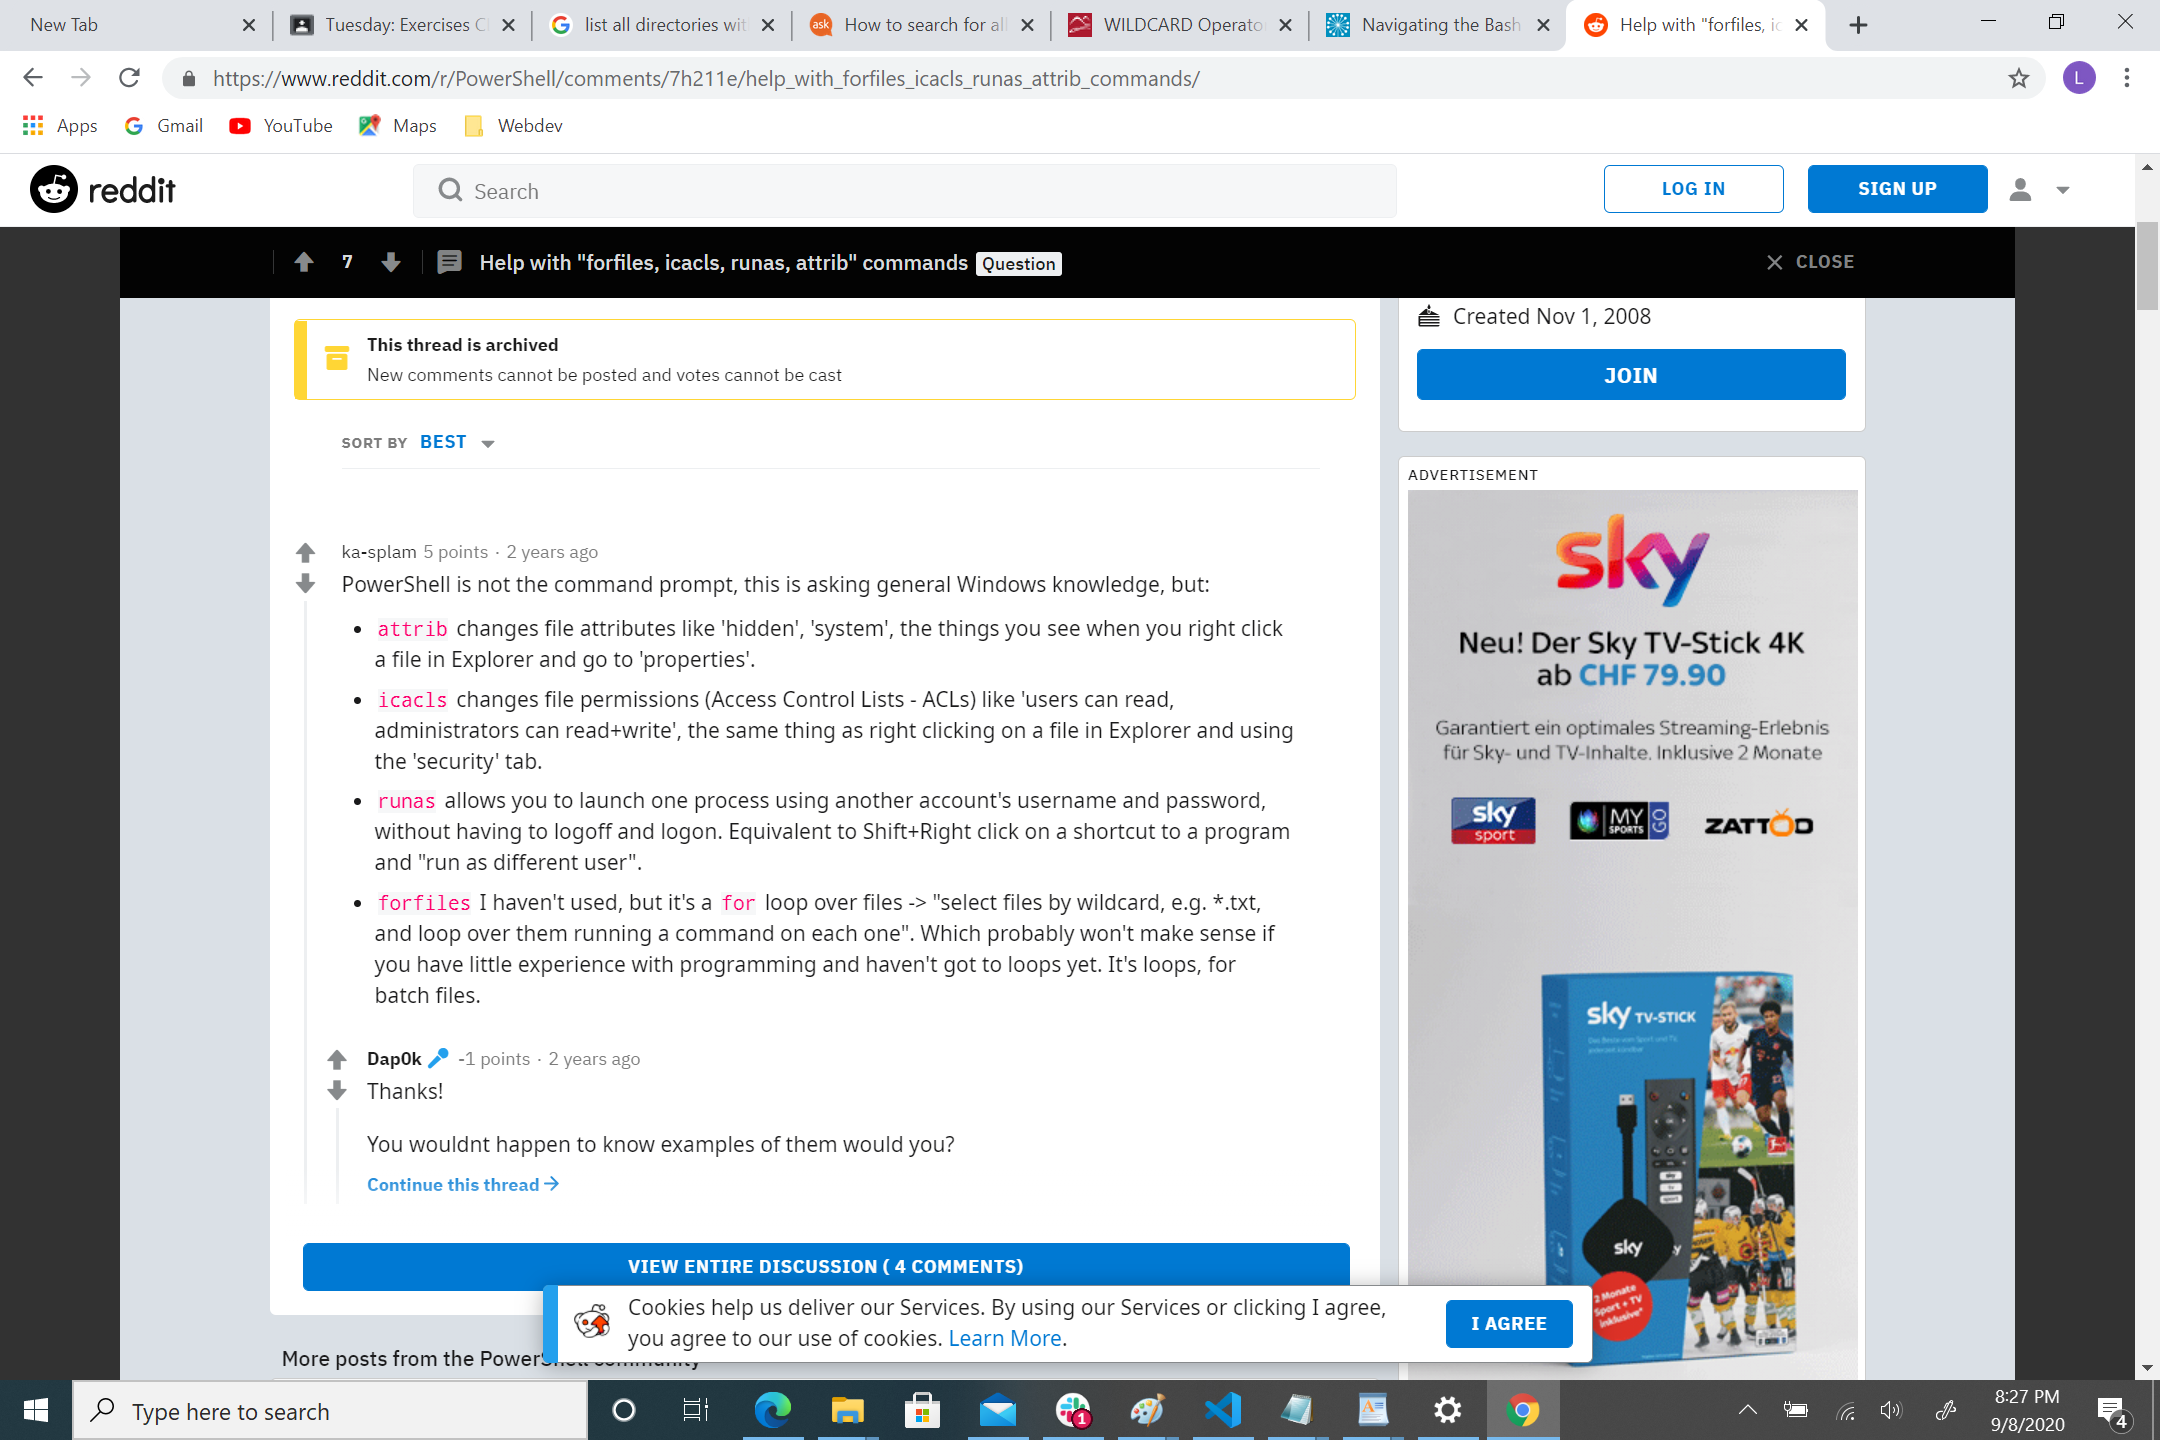 New Tab
Tuesday: Exercises C
list all directories wit
ask
How to search for all
WILDCARD Operato
Navigating the Bash
Help with "forfiles, ic
https://www.reddit.com/r/PowerShell/comments/7h211e/help_with_forfiles_icacls_runas_attrib_commands/
L
Apps
Gmail
YouTube
Maps
Webdev
reddit
Search
LOG IN
SIGN UP
7
Help with "forfiles, icacls, runas, attrib" commands
Question
CLOSE
This thread is archived
New comments cannot be posted and votes cannot be cast
SORT BY BEST
ka-splam 5 points · 2 years ago
PowerShell is not the command prompt, this is asking general Windows knowledge, but:
• attrib changes file attributes like 'hidden', 'system', the things you see when you right click
a file in Explorer and go to 'properties'.
• icacls changes file permissions (Access Control Lists - ACLs) like 'users can read,
administrators can read+write', the same thing as right clicking on a file in Explorer and using
the 'security' tab.
• runas allows you to launch one process using another account's username and password,
without having to logoff and logon. Equivalent to Shift+Right click on a shortcut to a program
and "run as different user".
• forfiles I haven't used, but it's a for loop over files -> "select files by wildcard, e.g. *.txt,
and loop over them running a command on each one". Which probably won't make sense if
you have little experience with programming and haven't got to loops yet. It's loops, for
batch files.
Dap0k -1 points · 2 years ago
Thanks!
You wouldnt happen to know examples of them would you?
Continue this thread
VIEW ENTIRE DISCUSSION ( 4 COMMENTS)
More posts from the PowerShell community
Created Nov 1, 2008
JOIN
ADVERTISEMENT
sky
Neu! Der Sky TV-Stick 4K
ab CHF 79.90
Garantiert ein optimales Streaming-Erlebnis
für Sky- und TV-Inhalte. Inklusive 2 Monate
sky
sport
MY
SPORTS
GO
ZATTOO
sky TV-STICK
sky
2 Monate
Sport + TV
inklusive*
Cookies help us deliver our Services. By using our Services or clicking I agree,
you agree to our use of cookies. Learn More.
I AGREE
Type here to search
1
8:27 PM
9/8/2020
4